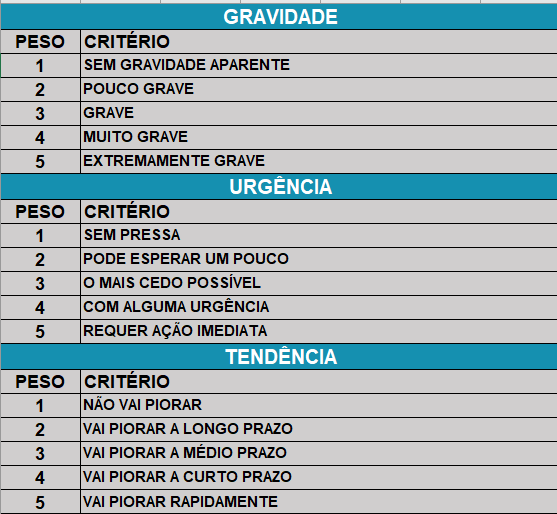 GRAVIDADE
PESO CRITÉRIO
1 SEM GRAVIDADE APARENTE
2 POUCO GRAVE
3 GRAVE
4 MUITO GRAVE
5 EXTREMAMENTE GRAVE
URGÊNCIA
PESO CRITÉRIO
1 SEM PRESSA
2 PODE ESPERAR UM POUCO
3 O MAIS CEDO POSSÍVEL
4 COM ALGUMA URGÊNCIA
5 REQUER AÇÃO IMEDIATA
TENDÊNCIA
PESO CRITÉRIO
1 NÃO VAI PIORAR
2 VAI PIORAR A LONGO PRAZO
3 VAI PIORAR A MÉDIO PRAZO
4 VAI PIORAR A CURTO PRAZO
5 VAI PIORAR RAPIDAMENTE